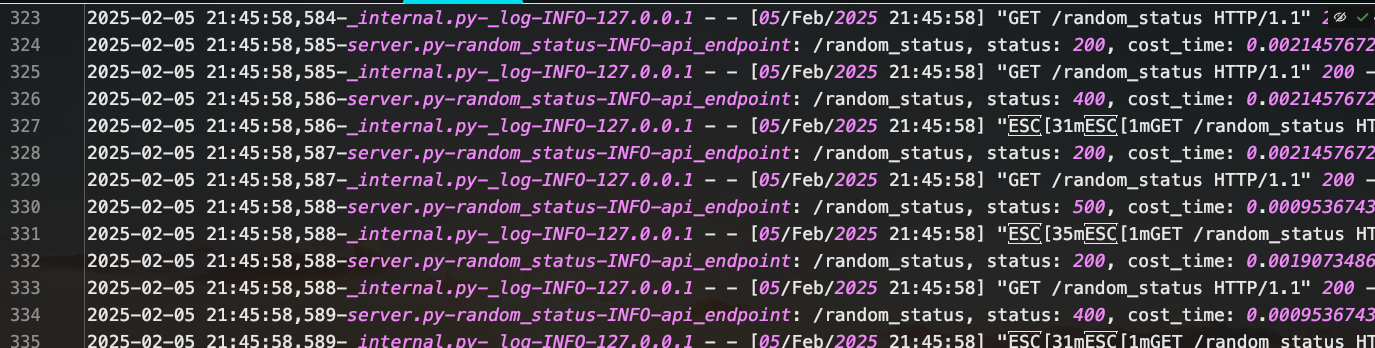 323 2025-02-05 21:45:58,584-_internal.py-_log-INFO-127.0.0.1 - - [05/Feb/2025 21:45:58] "GET /random_status HTTP/1.1"
324 2025-02-05 21:45:58,585-server.py-random_status-INFO-api_endpoint: /random_status, status: 200, cost_time: 0.0021457672
325 2025-02-05 21:45:58,585-_internal.py-_log-INFO-127.0.0.1 - - [05/Feb/2025 21:45:58] "GET /random_status HTTP/1.1" 200 -
326 2025-02-05 21:45:58,586-server.py-random_status-INFO-api_endpoint: /random_status, status: 400, cost_time: 0.0021457672
327 2025-02-05 21:45:58,586-_internal.py-_log-INFO-127.0.0.1 - - [05/Feb/2025 21:45:58] "ESC[31mESC[1mGET /random_status HT
328 2025-02-05 21:45:58,587-server.py-random_status-INFO-api_endpoint: /random_status, status: 200, cost_time: 0.0021457672
329 2025-02-05 21:45:58,587-_internal.py-_log-INFO-127.0.0.1 - - [05/Feb/2025 21:45:58] "GET /random_status HTTP/1.1" 200 -
330 2025-02-05 21:45:58,588-server.py-random_status-INFO-api_endpoint: /random_status, status: 500, cost_time: 0.0009536743
331 2025-02-05 21:45:58,588-_internal.py-_log-INFO-127.0.0.1 - - [05/Feb/2025 21:45:58] "ESC[35mESC[1mGET /random_status HT
332 2025-02-05 21:45:58,588-server.py-random_status-INFO-api_endpoint: /random_status, status: 200, cost_time: 0.0019073486
333 2025-02-05 21:45:58,588-_internal.py-_log-INFO-127.0.0.1 - - [05/Feb/2025 21:45:58] "GET /random_status HTTP/1.1" 200 -
334 2025-02-05 21:45:58,589-server.py-random_status-INFO-api_endpoint: /random_status, status: 400, cost_time: 0.0009536743
335 2025-02-05 21:45:58,589-_internal.py-_log-INFO-127.0.0.1 - - [05/Feb/2025 21:45:58] "ESC[31mESC[1mGET /random_status HT